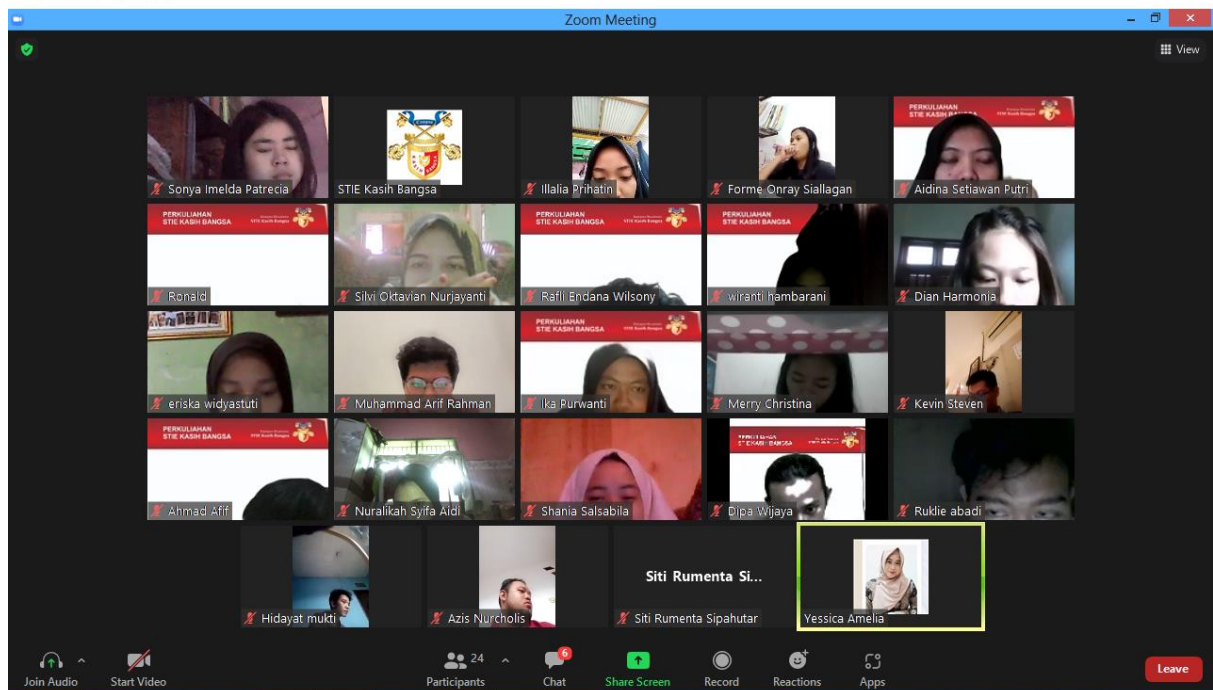 Zoom Meeting
View
Sonya Imelda Patrecia
STIE Kasih Bangsa
Illalia Prihatin
Forme Onray Siallagan
PERKULIAHAN
STIE KASIH BANGSA
Aidina Setiawan Putri
PERKULIAHAN
STIE KASIH BANGSA
Ronald
Silvi Oktavian Nurjayanti
PERKULIAHAN
STIE KASIH BANGSA
Rafli Endana Wilsony
PERKULIAHAN
STIE KASIH BANGSA
wiranti hambarani
Dian Harmonia
eriska widyastuti
Muhammad Arif Rahman
PERKULIAHAN
STIE KASIH BANGSA
Ika Purwanti
Merry Christina
Kevin Steven
PERKULIAHAN
STIE KASIH BANGSA
Ahmad Afif
Nuralikah Syifa Aidi
Shania Salsabila
PERKULIAHAN
STIE KASIH BANGSA
Dipa Wijaya
Ruklie abadi
Hidayat mukti
Azis Nurcholis
Siti Rumenta Si...
Siti Rumenta Sipahutar
Yessica Amelia
Join Audio
Start Video
24
Participants
6
Chat
Share Screen
Record
Reactions
Apps
Leave